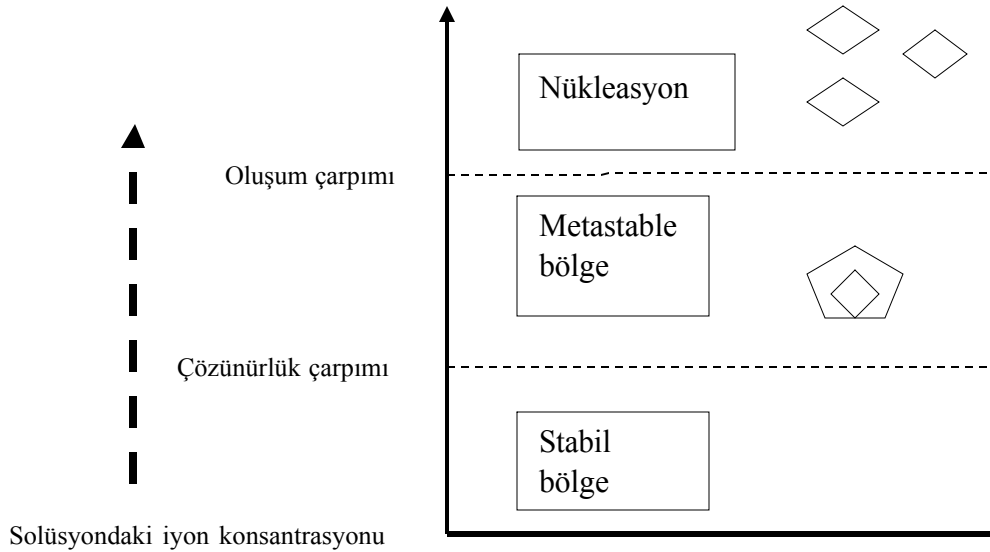 Nükleasyon
Oluşum çarpımı
Metastable
bölge
Çözünürlük çarpımı
Stabil
bölge
Solüsyondaki iyon konsantrasyonu